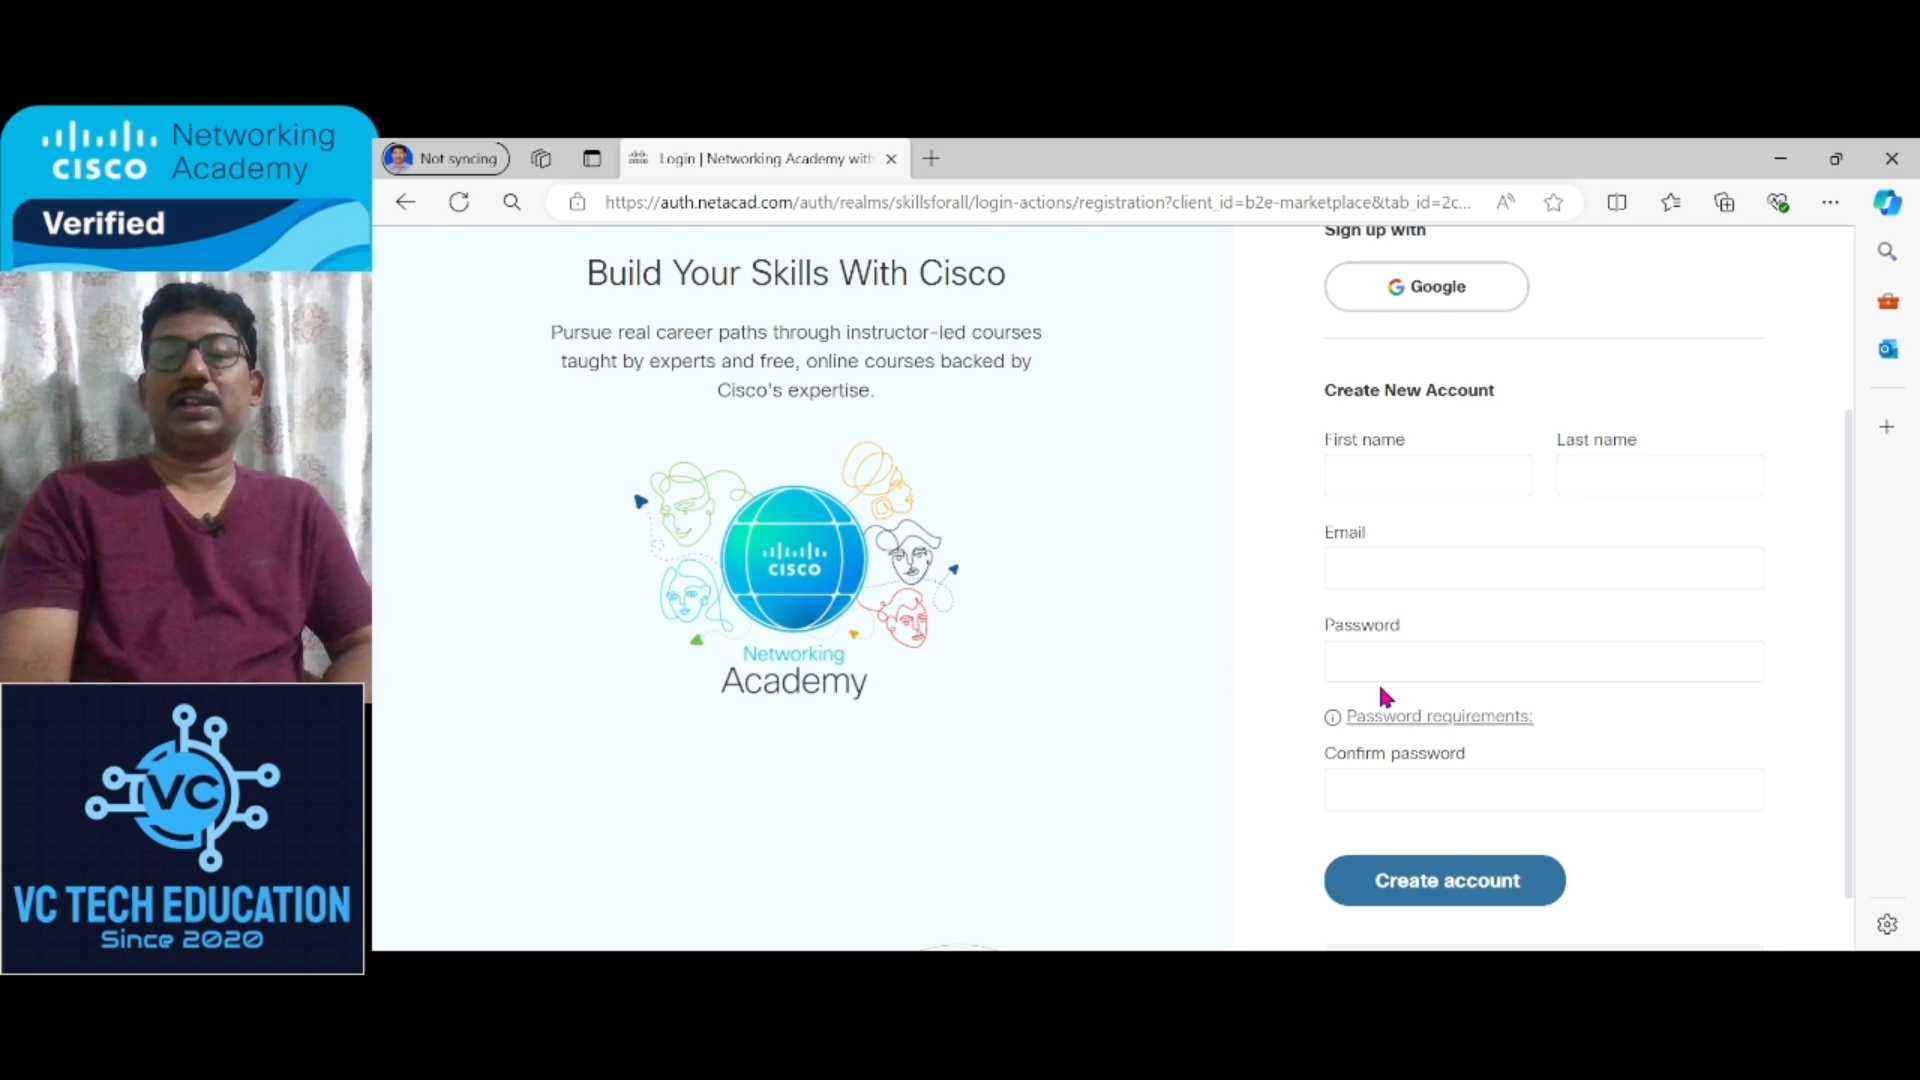 CISCO
Networking
Academy
Verified
VC
VC TECH EDUCATION
Since 2020
Not syncing
Login | Networking Academy with
https://auth.netacad.com/auth/realms/skillsforall/login-actions/registration?client_id=b2e-marketplace&tab_id=2c...
Build Your Skills With Cisco
Pursue real career paths through instructor-led courses
taught by experts and free, online courses backed by
Cisco's expertise.
CISCO
Networking
Academy
Sign up with
Google
Create New Account
First name
Last name
Email
Password
Password requirements:
Confirm password
Create account